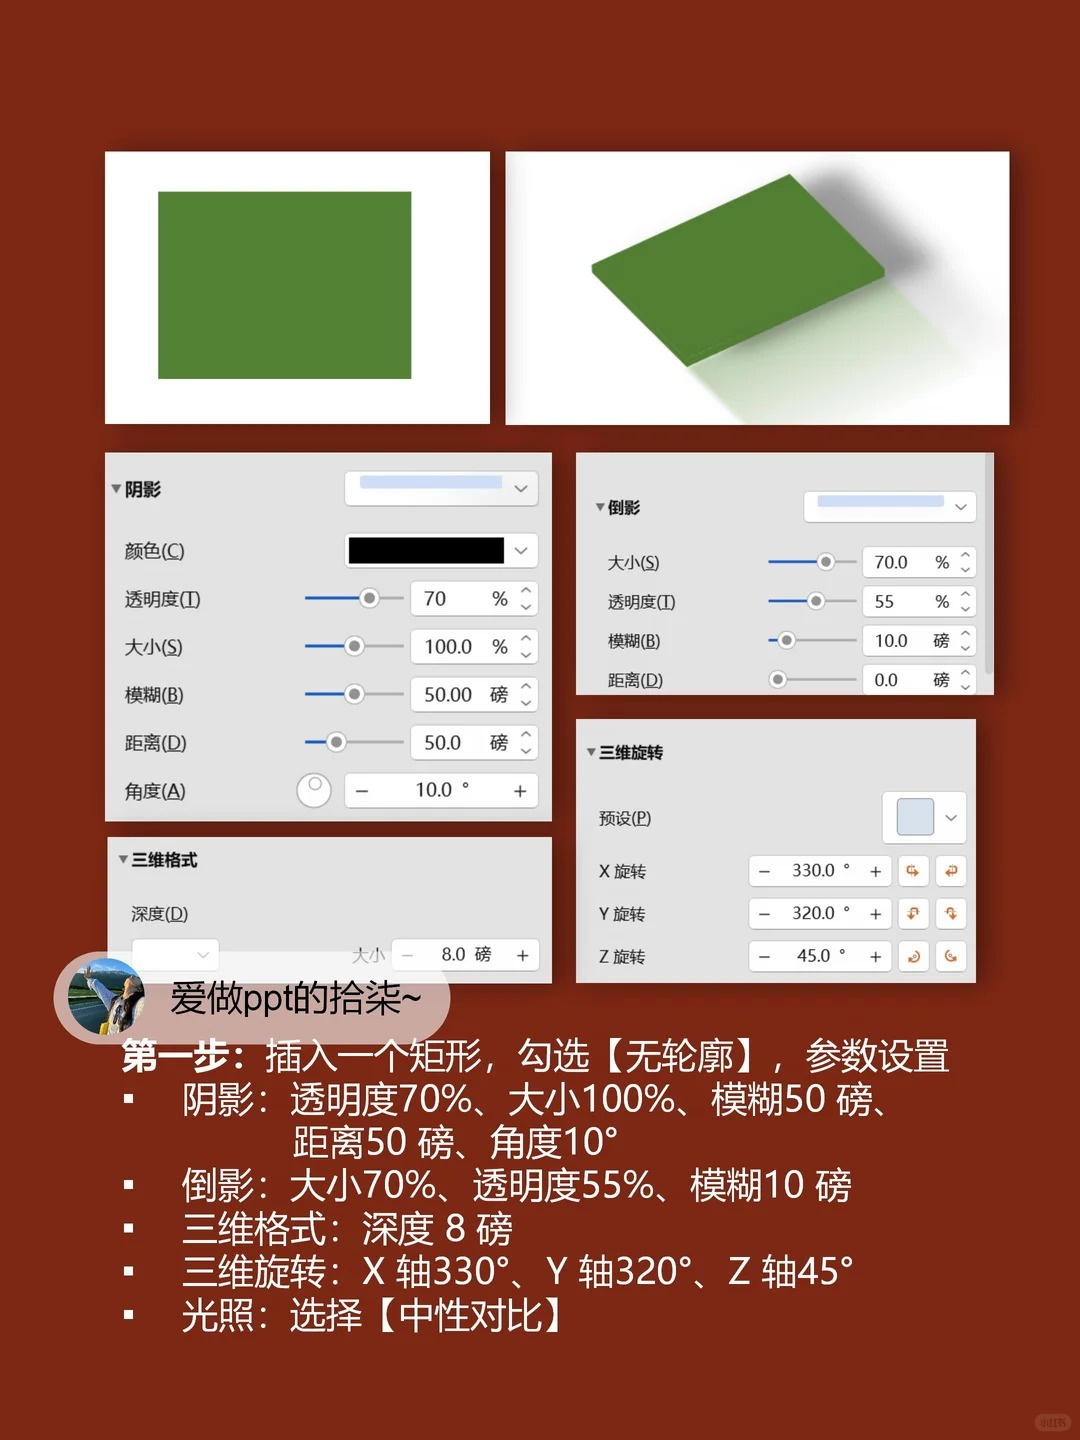 阴影
颜色(C)
透明度(T) 70 %
大小(S) 100.0 %
模糊(B) 50.00 磅
距离(D) 50.0 磅
角度(A) 10.0 °
倒影
大小(S) 70.0 %
透明度(T) 55 %
模糊(B) 10.0 磅
距离(D) 0.0 磅
三维格式
深度(D)
大小 8.0 磅
三维旋转
预设(P)
X 旋转 330.0 °
Y 旋转 320.0 °
Z 旋转 45.0 °
爱做ppt的拾柒~
第一步：插入一个矩形，勾选【无轮廓】，参数设置
▪ 阴影：透明度70%、大小100%、模糊50 磅、
距离50 磅、角度10°
▪ 倒影：大小70%、透明度55%、模糊10 磅
▪ 三维格式：深度 8 磅
▪ 三维旋转：X 轴330°、Y 轴320°、Z 轴45°
▪ 光照：选择【中性对比】
小红书